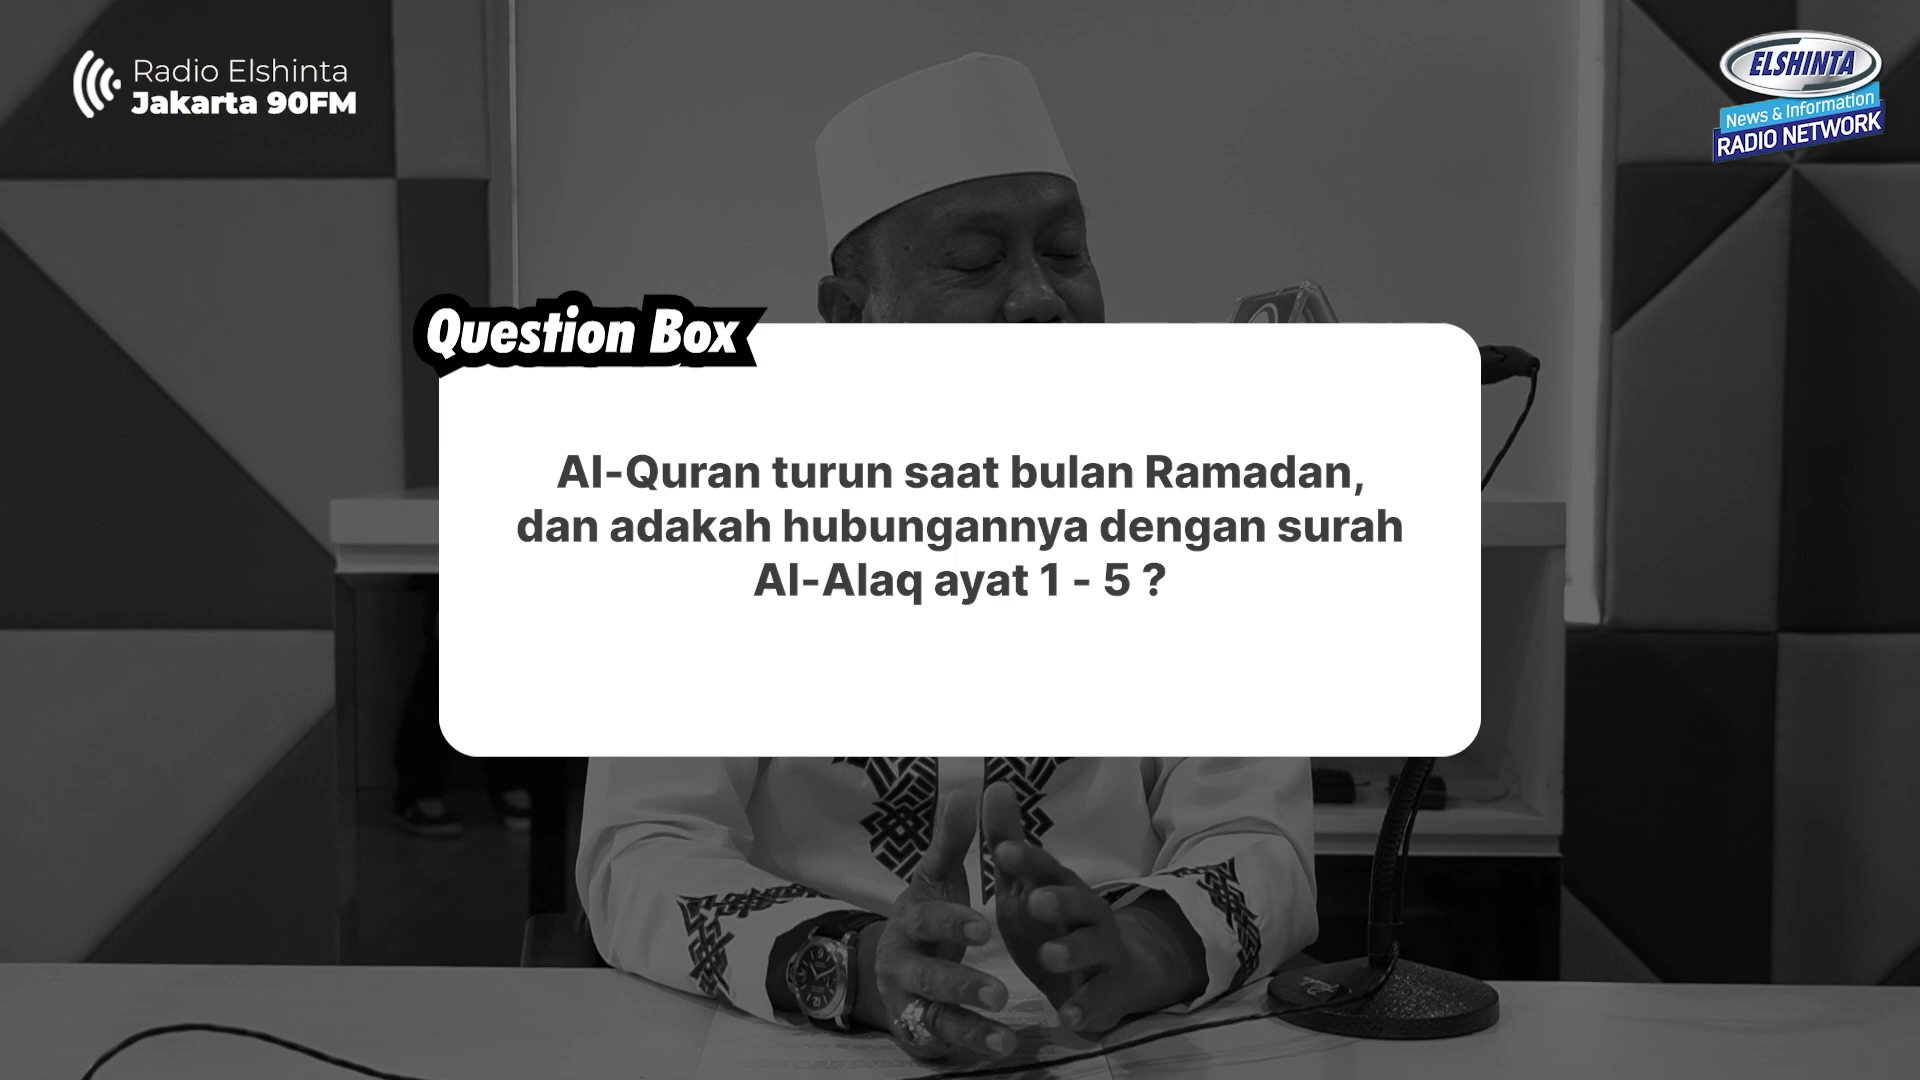 Radio Elshinta
Jakarta 90FM
ELSHINTA
News & Information
RADIO NETWORK
Question Box
Al-Quran turun saat bulan Ramadan,
dan adakah hubungannya dengan surah
Al-Alaq ayat 1 - 5 ?